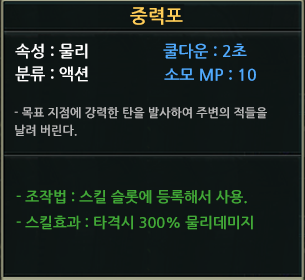 중력포
속성 : 물리 쿨다운 : 2초
분류 : 액션 소모 MP : 10
- 목표 지점에 강력한 탄을 발사하여 주변의 적들을
날려 버린다.
- 조작법 : 스킬 슬롯에 등록해서 사용.
- 스킬효과 : 타격시 300% 물리데미지